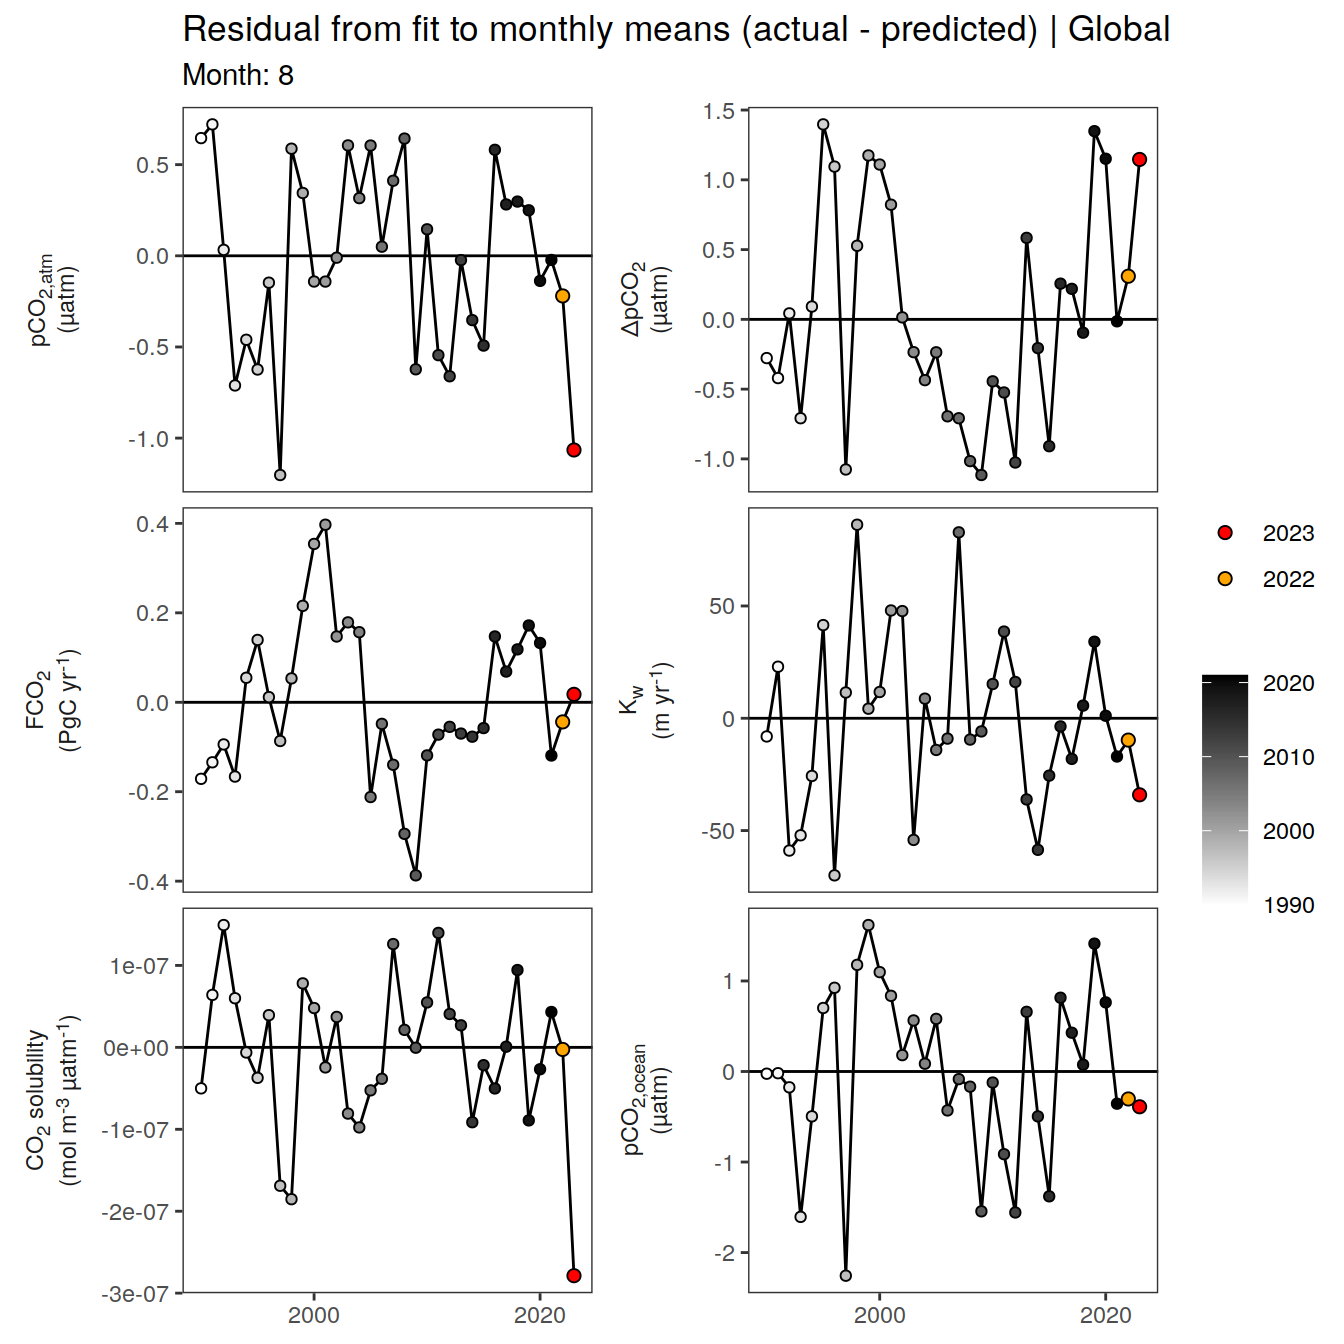 Residual from fit to monthly means (actual - predicted) | Global
Month: 8
pCO2,atm
(µatm)
0.5
0.0
-0.5
-1.0
ΔpCO2
(µatm)
1.5
1.0
0.5
0.0
-0.5
-1.0
FCO2
(PgC yr-1)
0.4
0.2
0.0
-0.2
-0.4
Kw
(m yr-1)
50
0
-50
CO2 solubility
(mol m-3 µatm-1)
1e-07
0e+00
-1e-07
-2e-07
-3e-07
2000
2020
pCO2,ocean
(µatm)
1
0
-1
-2
2000
2020
2023
2022
2020
2010
2000
1990